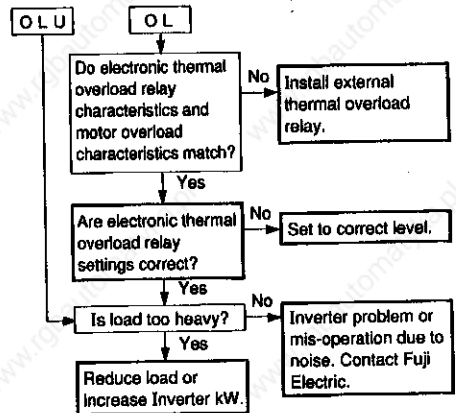 OLU
OL
Do electronic thermal
overload relay
characteristics and
motor overload
characteristics match?
No
Install external
thermal overload
relay.
Yes
Are electronic thermal
overload relay
settings correct?
No
Set to correct level.
Yes
Is load too heavy?
No
Inverter problem or
mis-operation due to
noise. Contact Fuji
Electric.
Yes
Reduce load or
increase Inverter kW.